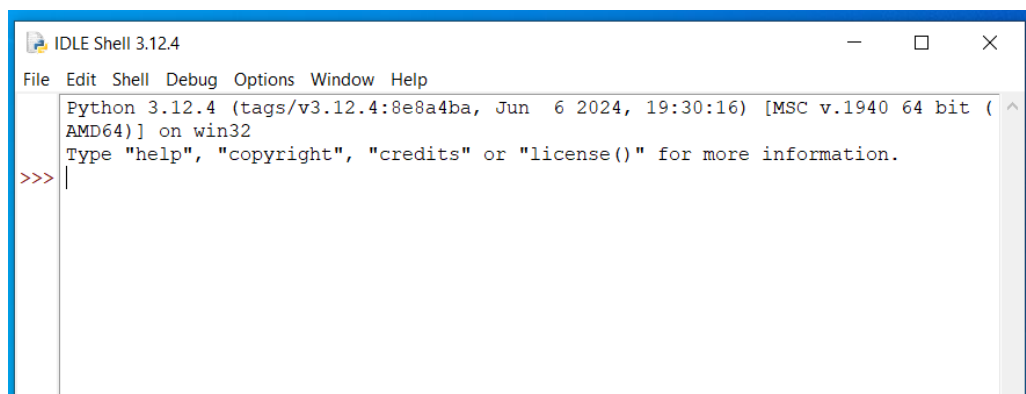 IDLE Shell 3.12.4
File Edit Shell Debug Options Window Help
Python 3.12.4 (tags/v3.12.4:8e8a4ba, Jun  6 2024, 19:30:16) [MSC v.1940 64 bit (
AMD64)] on win32
Type "help", "copyright", "credits" or "license()" for more information.
>>>